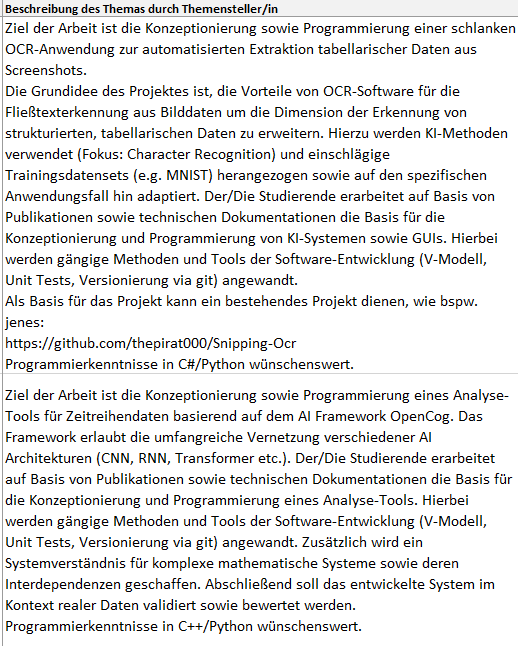 Beschreibung des Themas durch Themensteller/in
Ziel der Arbeit ist die Konzeptionierung sowie Programmierung einer schlanken
OCR-Anwendung zur automatisierten Extraktion tabellarischer Daten aus
Screenshots.
Die Grundidee des Projektes ist, die Vorteile von OCR-Software für die
Fließtexterkennung aus Bilddaten um die Dimension der Erkennung von
strukturierten, tabellarischen Daten zu erweitern. Hierzu werden KI-Methoden
verwendet (Fokus: Character Recognition) und einschlägige
Trainingsdatensets (e.g. MNIST) herangezogen sowie auf den spezifischen
Anwendungsfall hin adaptiert. Der/Die Studierende erarbeitet auf Basis von
Publikationen sowie technischen Dokumentationen die Basis für die
Konzeptionierung und Programmierung von KI-Systemen sowie GUIs. Hierbei
werden gängige Methoden und Tools der Software-Entwicklung (V-Modell,
Unit Tests, Versionierung via git) angewandt.
Als Basis für das Projekt kann ein bestehendes Projekt dienen, wie bspw.
jenes:
https://github.com/thepirat000/Snipping-Ocr
Programmierkenntnisse in C#/Python wünschenswert.
Ziel der Arbeit ist die Konzeptionierung sowie Programmierung eines Analyse-
Tools für Zeitreihendaten basierend auf dem AI Framework OpenCog. Das
Framework erlaubt die umfangreiche Vernetzung verschiedener AI
Architekturen (CNN, RNN, Transformer etc.). Der/Die Studierende erarbeitet
auf Basis von Publikationen sowie technischen Dokumentationen die Basis für
die Konzeptionierung und Programmierung eines Analyse-Tools. Hierbei
werden gängige Methoden und Tools der Software-Entwicklung (V-Modell,
Unit Tests, Versionierung via git) angewandt. Zusätzlich wird ein
Systemverständnis für komplexe mathematische Systeme sowie deren
Interdependenzen geschaffen. Abschließend soll das entwickelte System im
Kontext realer Daten validiert sowie bewertet werden.
Programmierkenntnisse in C++/Python wünschenswert.